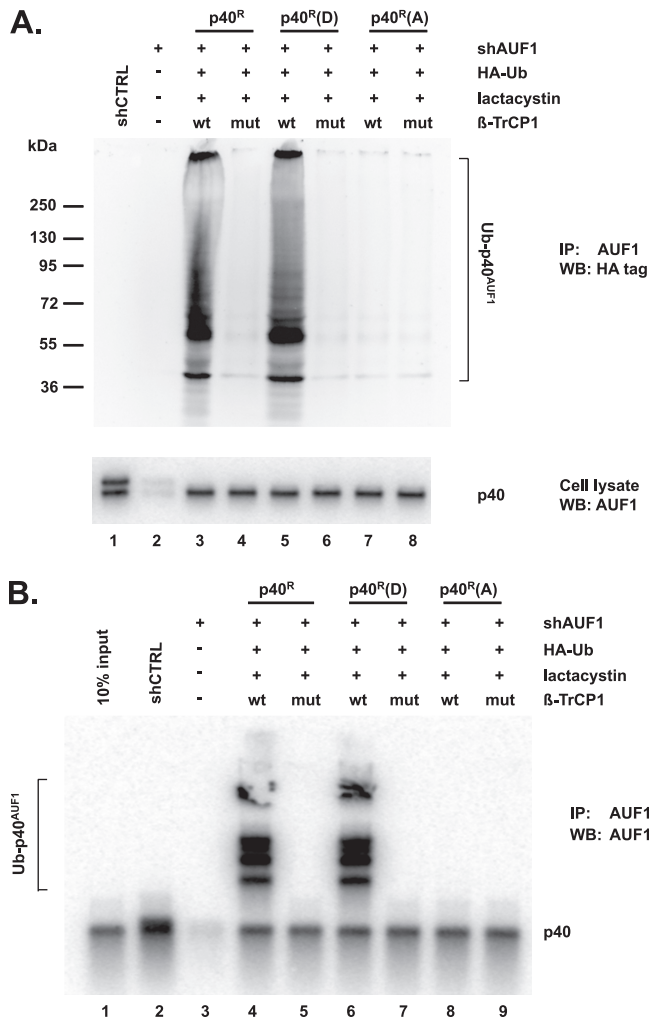 A.
p40R p40R(D) p40R(A)
shCTRL + + + + + + + shAUF1
- + + + + + + HA-Ub
- + + + + + + lactacystin
- wt mut wt mut wt mut ß-TrCP1
kDa
250
130
95
72
55
36
Ub-p40AUF1
IP: AUF1
WB: HA tag
p40
Cell lysate
WB: AUF1
1 2 3 4 5 6 7 8
B.
p40R p40R(D) p40R(A)
10% input shCTRL + + + + + + + shAUF1
- + + + + + + HA-Ub
- + + + + + + lactacystin
- wt mut wt mut wt mut ß-TrCP1
Ub-p40AUF1
IP: AUF1
WB: AUF1
p40
1 2 3 4 5 6 7 8 9